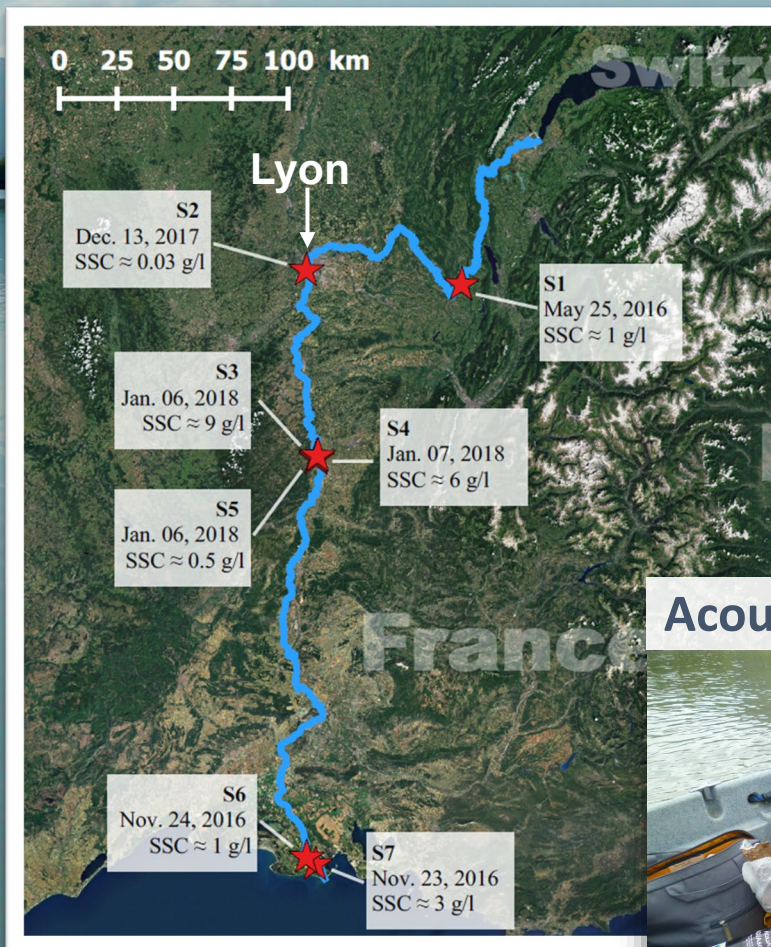 0 25 50 75 100 km
Lyon
S2
Dec. 13, 2017
SSC ≈ 0.03 g/l
S1
May 25, 2016
SSC ≈ 1 g/l
S3
Jan. 06, 2018
SSC ≈ 9 g/l
S4
Jan. 07, 2018
SSC ≈ 6 g/l
S5
Jan. 06, 2018
SSC ≈ 0.5 g/l
France
S6
Nov. 24, 2016
SSC ≈ 1 g/l
S7
Nov. 23, 2016
SSC ≈ 3 g/l